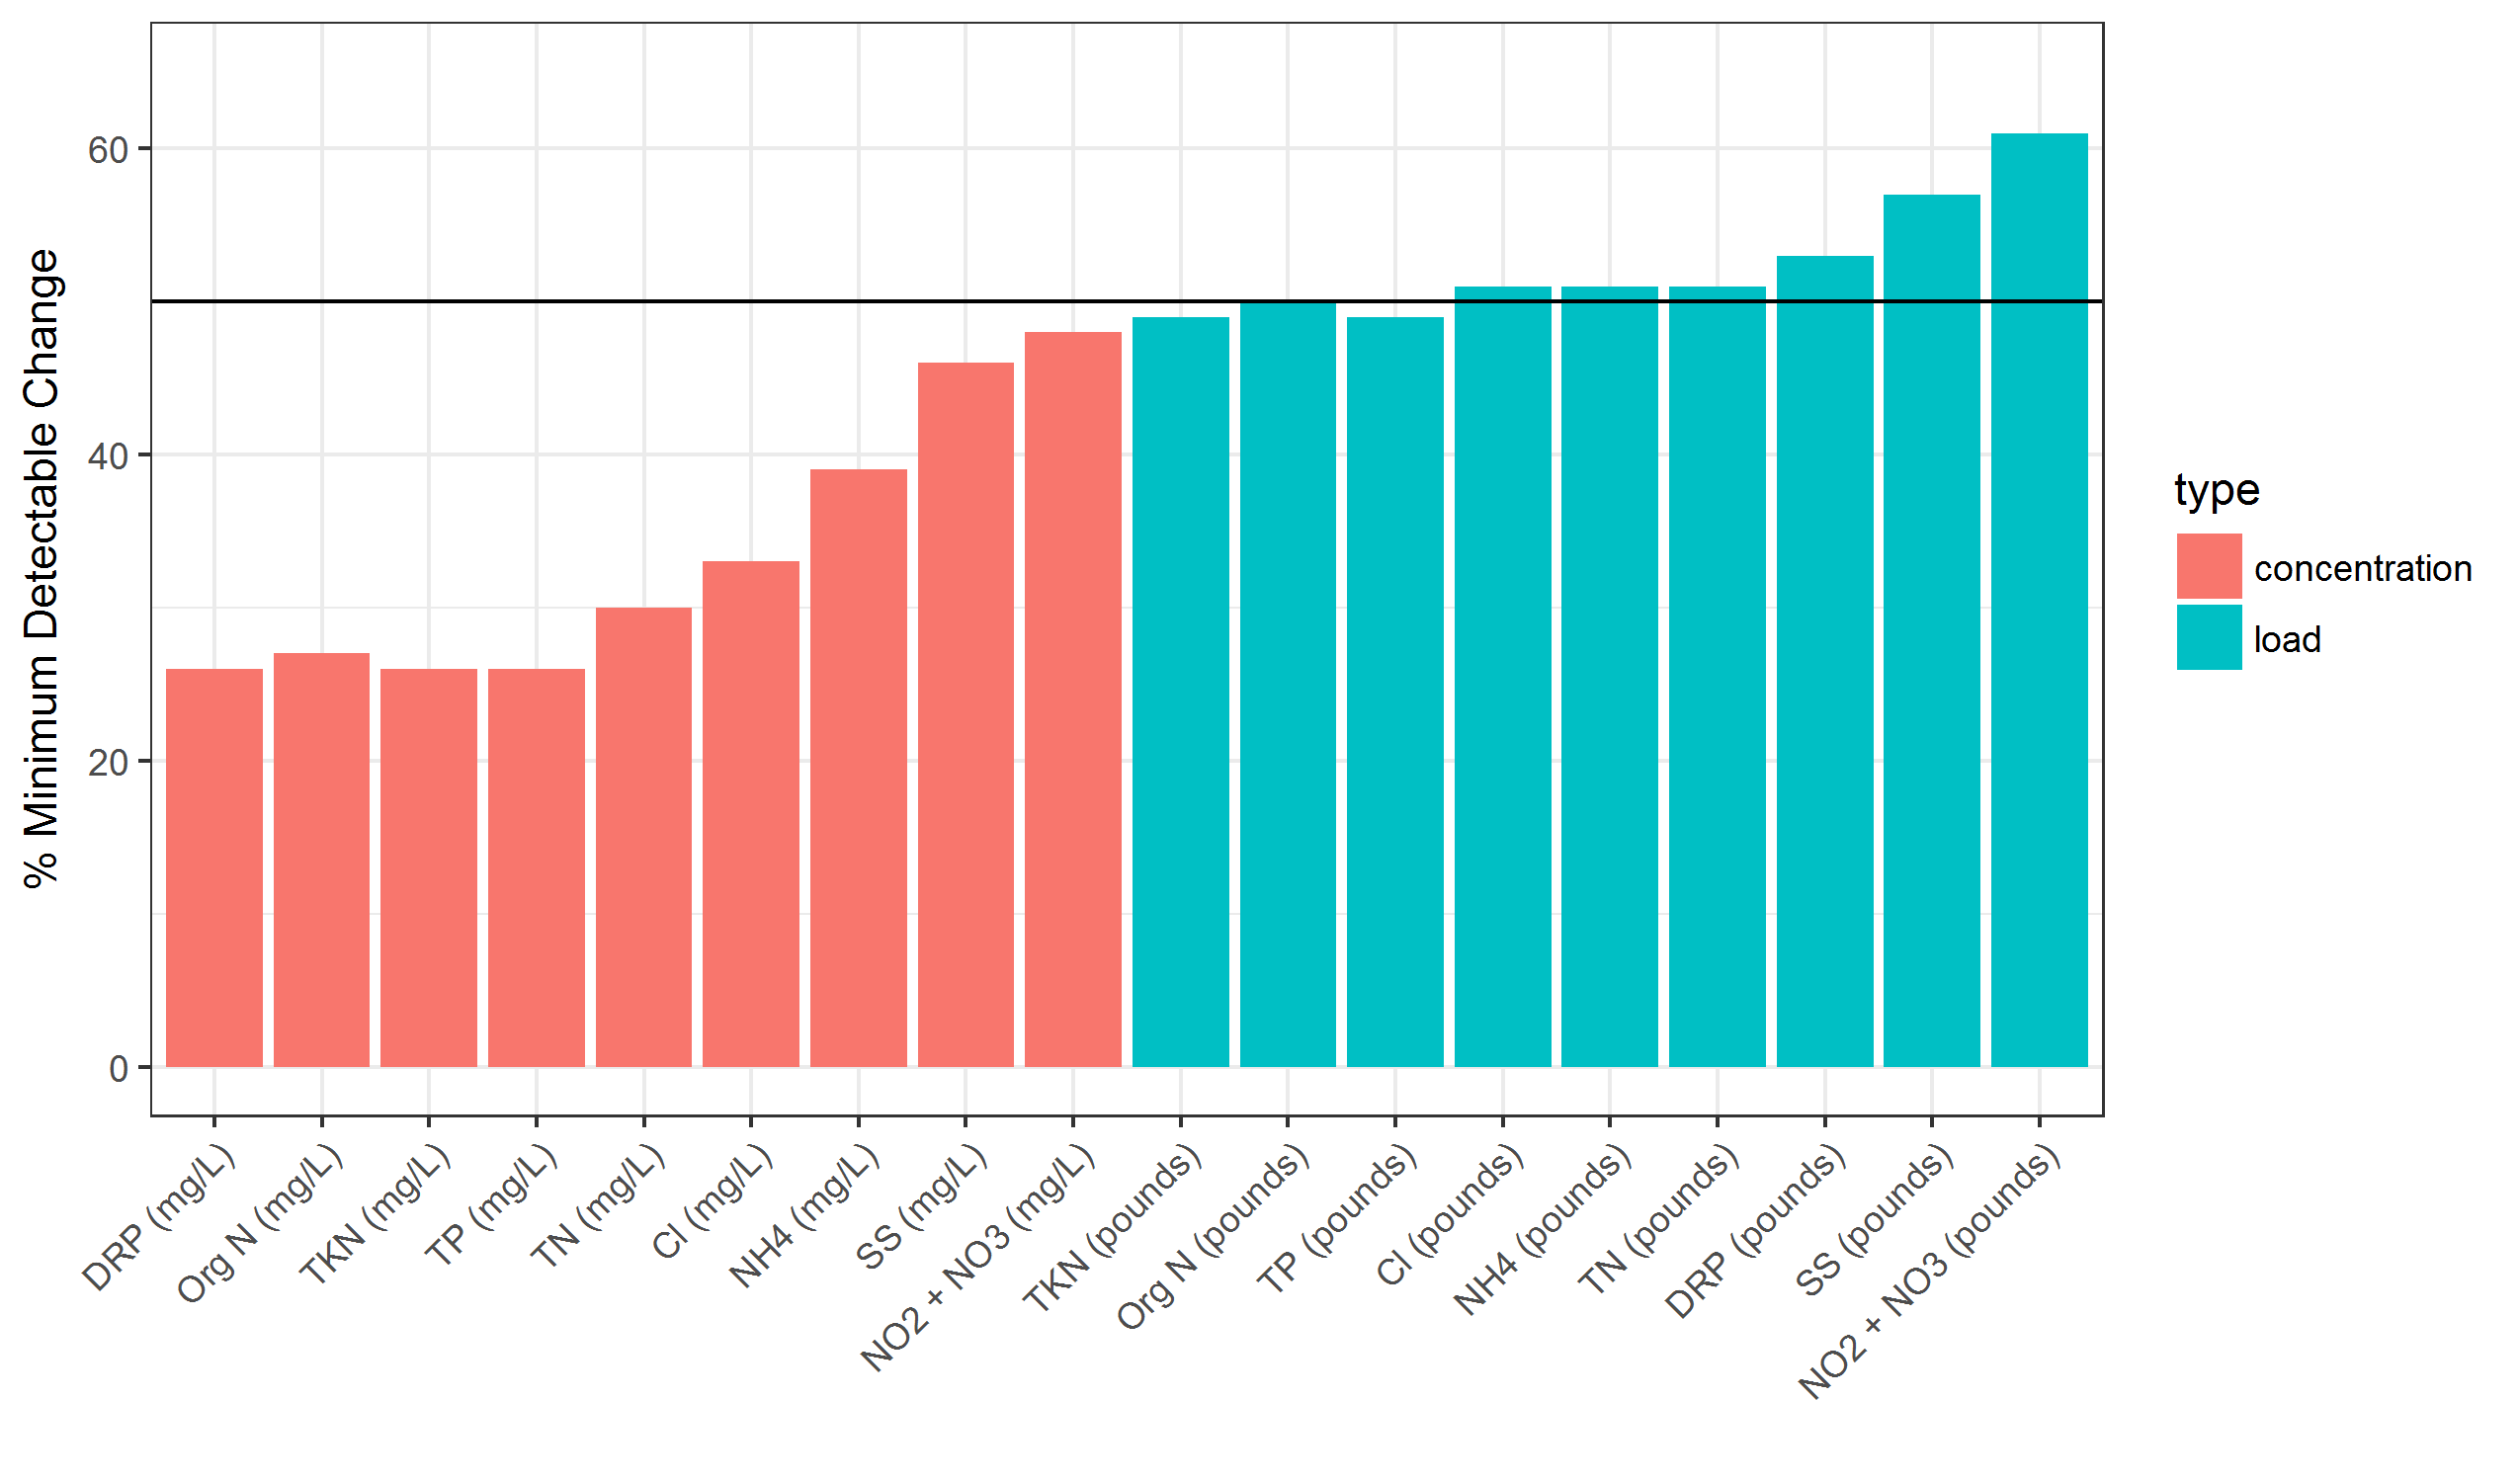 % Minimum Detectable Change
60
40
20
0
DRP (mg/L)
Org N (mg/L)
TKN (mg/L)
TP (mg/L)
TN (mg/L)
Cl (mg/L)
NH4 (mg/L)
SS (mg/L)
NO2 + NO3 (mg/L)
TKN (pounds)
Org N (pounds)
TP (pounds)
Cl (pounds)
NH4 (pounds)
TN (pounds)
DRP (pounds)
SS (pounds)
NO2 + NO3 (pounds)
type
concentration
load